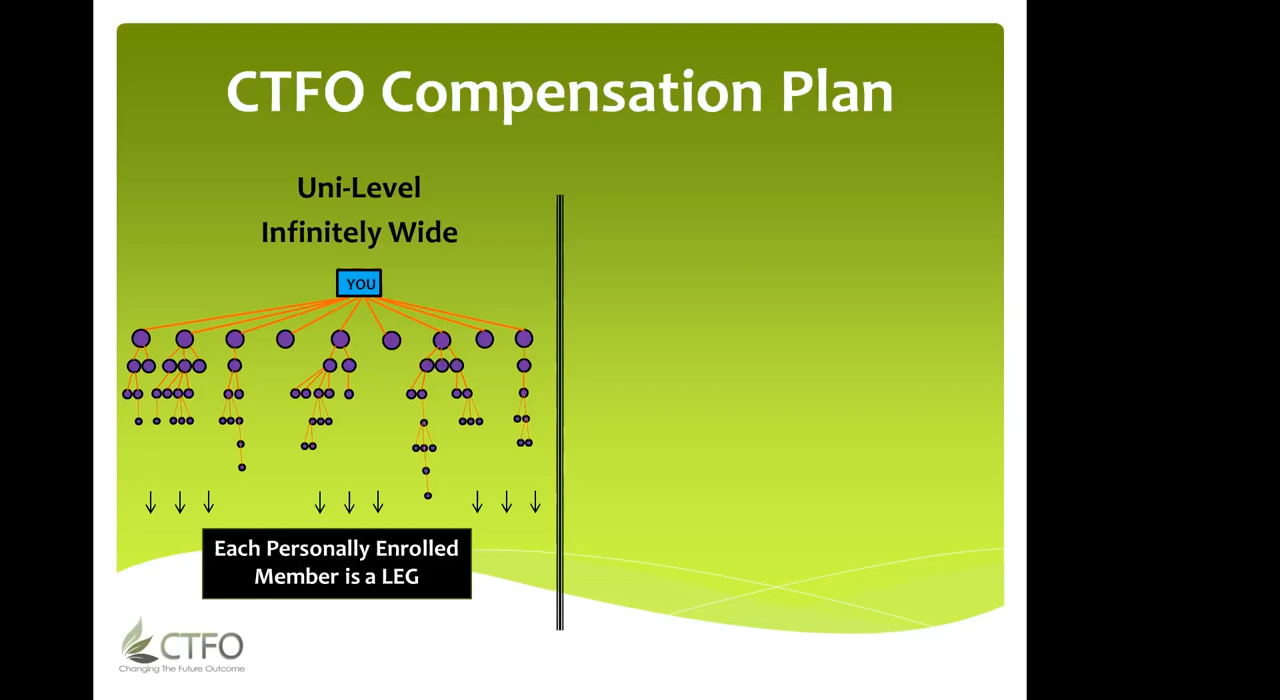 CTFO Compensation Plan
Uni-Level
Infinitely Wide
YOU
Each Personally Enrolled
Member is a LEG
CTFO
Changing The Future Outcome